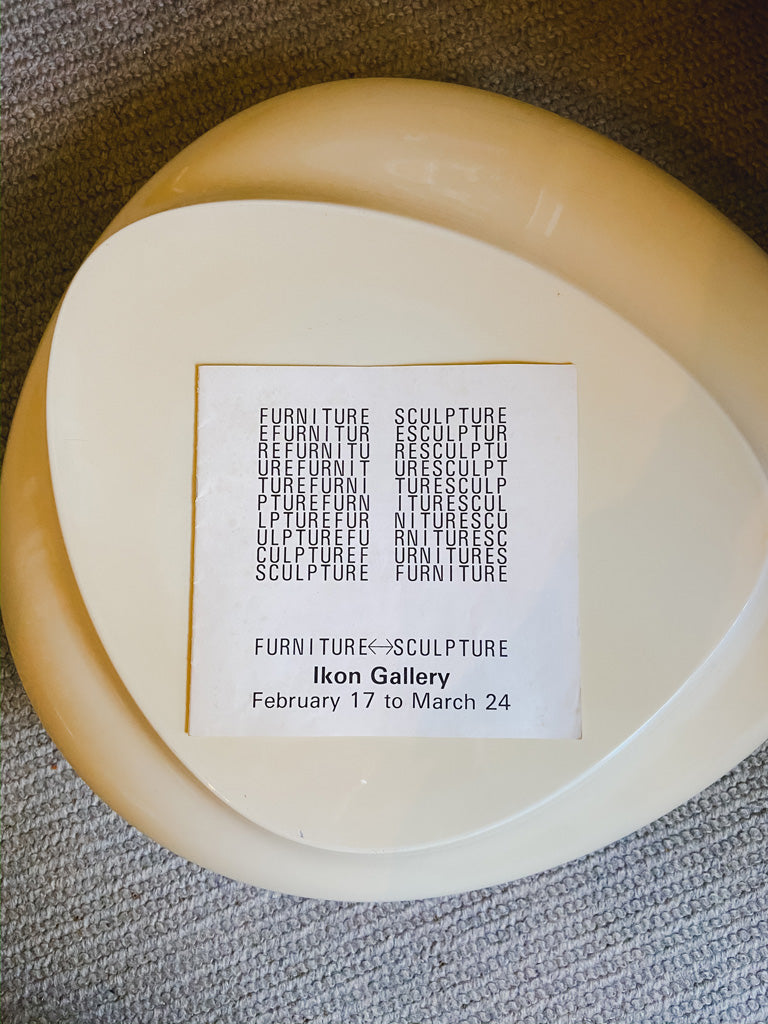 FURNITURE SCULPTURE
EFURNITUR ESCULPTUR
REFURNITU RESCULPTU
UREFURNIT URESCULPT
TUREFURNI TURESCULP
PTUREFURN ITURESCUL
LPTUREFUR NITURESCU
ULPTUREFU RNITURESC
CULPTUREF URNITURES
SCULPTURE FURNITURE
FURNITURE↔SCULPTURE
Ikon Gallery
February 17 to March 24